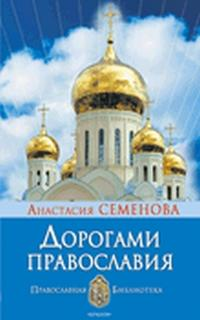 Анастасия СЕМЕНОВА
ДОРОГАМИ
ПРАВОСЛАВИЯ
Православная Библиотека